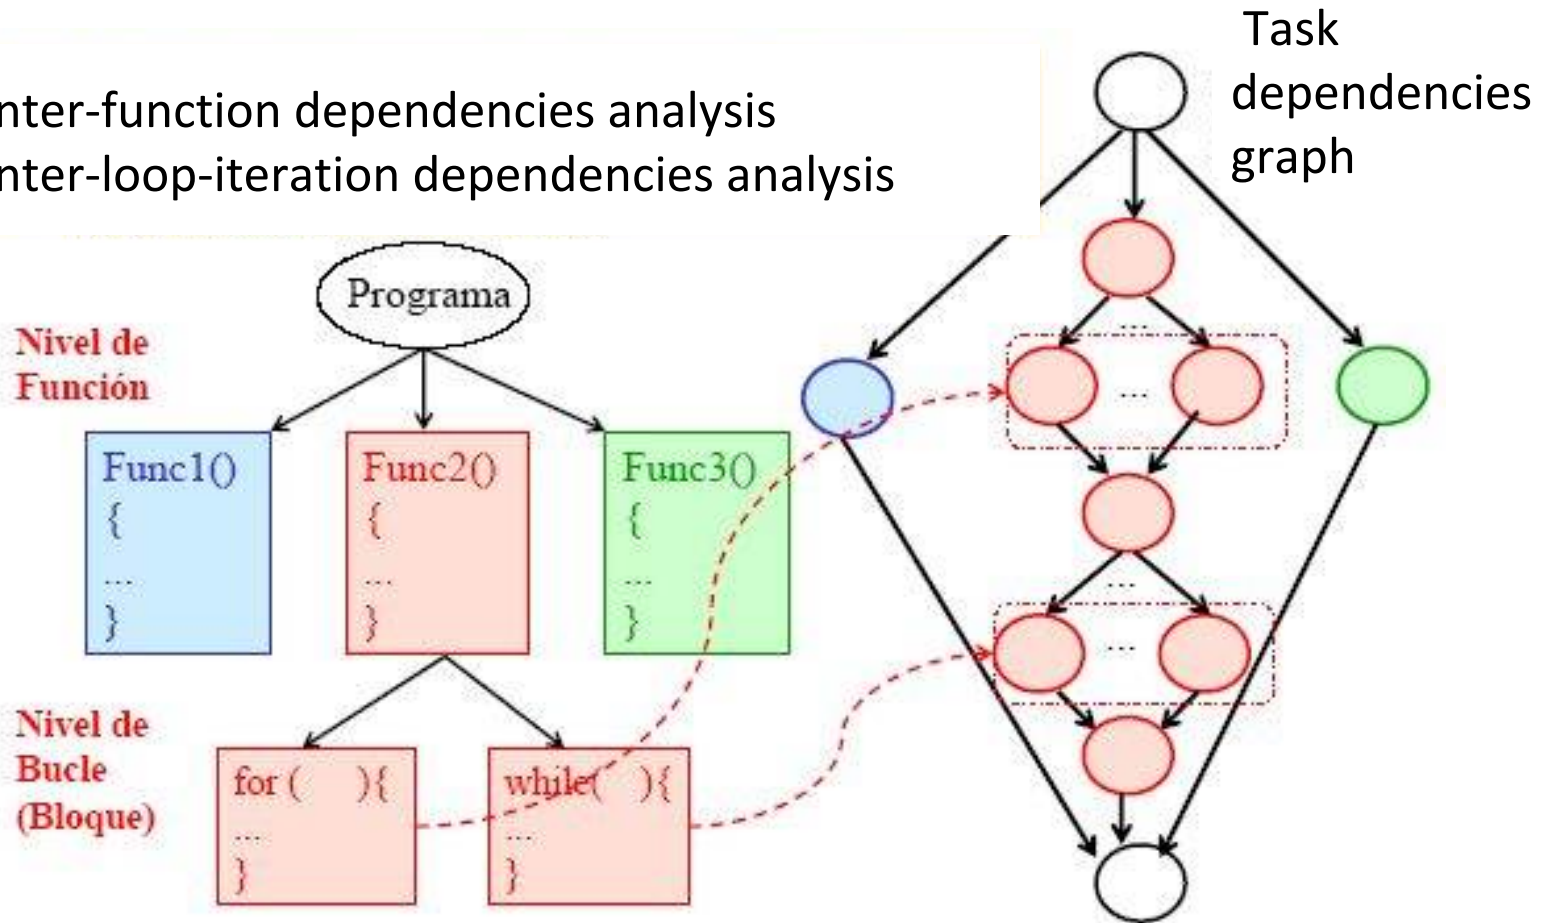 Task
dependencies
graph
nter-function dependencies analysis
nter-loop-iteration dependencies analysis
Programa
Nivel de
Función
Func1()
{
...
}
Func2()
{
...
}
Func3()
{
...
}
Nivel de
Bucle
(Bloque)
for ( ){
...
}
while( ){
...
}
...
...
...
...